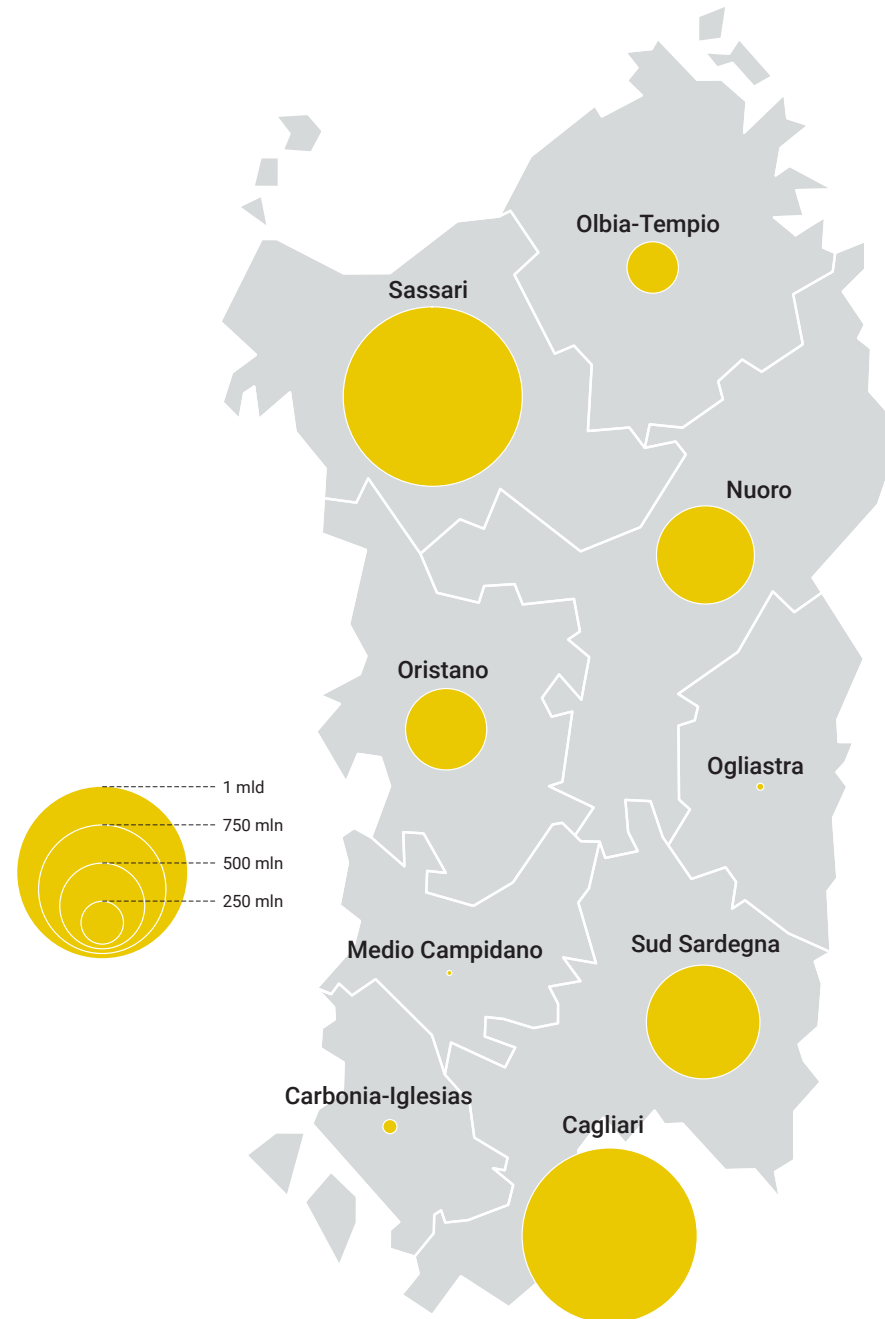 Olbia-Tempio
Sassari
Nuoro
Oristano
Ogliastra
1 mld
750 mln
500 mln
250 mln
Medio Campidano
Sud Sardegna
Carbonia-Iglesias
Cagliari